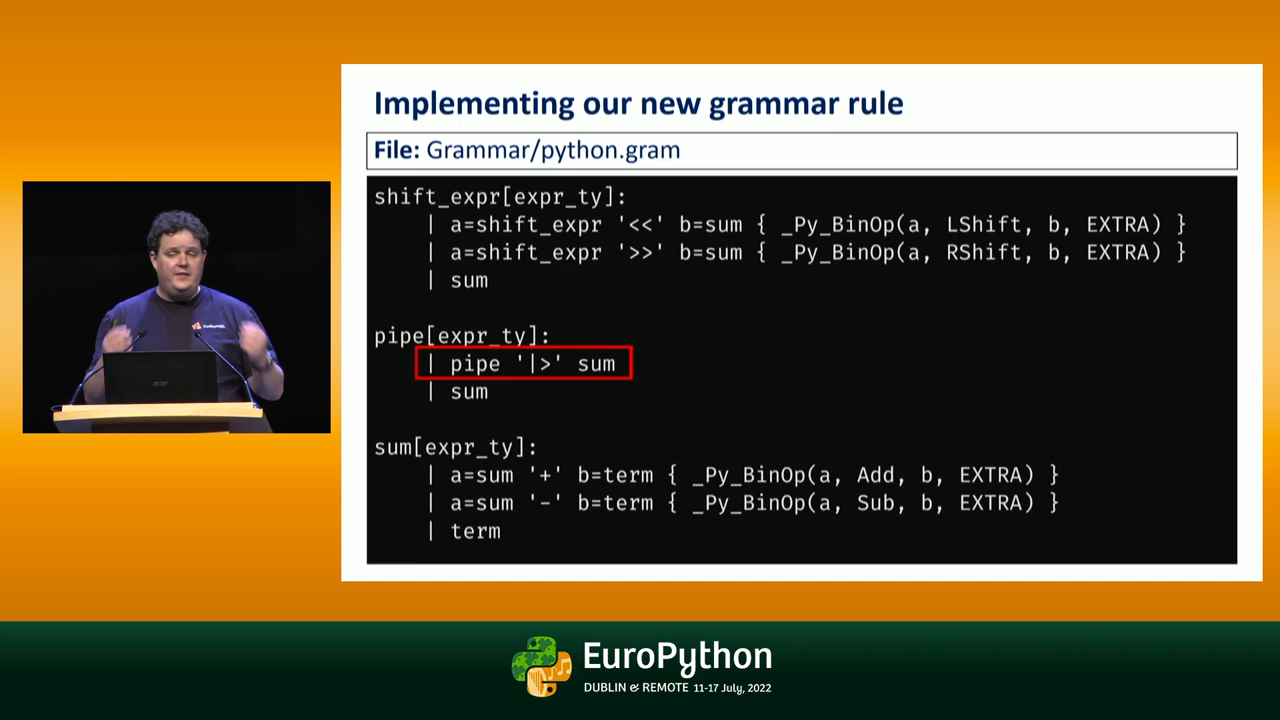 Implementing our new grammar rule
File: Grammar/python.gram
shift_expr[expr_ty]:
| a=shift_expr '<<' b=sum { _Py_BinOp(a, LShift, b, EXTRA) }
| a=shift_expr '>>' b=sum { _Py_BinOp(a, RShift, b, EXTRA) }
| sum
pipe[expr_ty]:
| pipe '|>' sum
| sum
sum[expr_ty]:
| a=sum '+' b=term { _Py_BinOp(a, Add, b, EXTRA) }
| a=sum '-' b=term { _Py_BinOp(a, Sub, b, EXTRA) }
| term
acer
EuroPython
DUBLIN & REMOTE 11-17 July, 2022